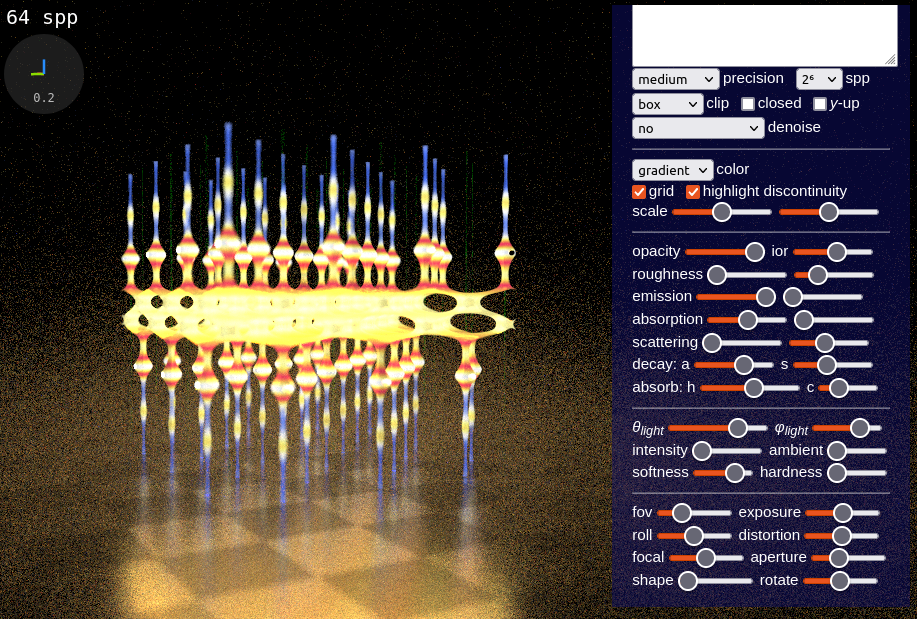 64 spp
0.2
medium precision 2⁶ spp
box clip closed y-up
no denoise
gradient color
grid highlight discontinuity
scale
opacity ior
roughness
emission
absorption
scattering
decay: a s
absorb: h c
θlight φlight
intensity ambient
softness hardness
fov exposure
roll distortion
focal aperture
shape rotate